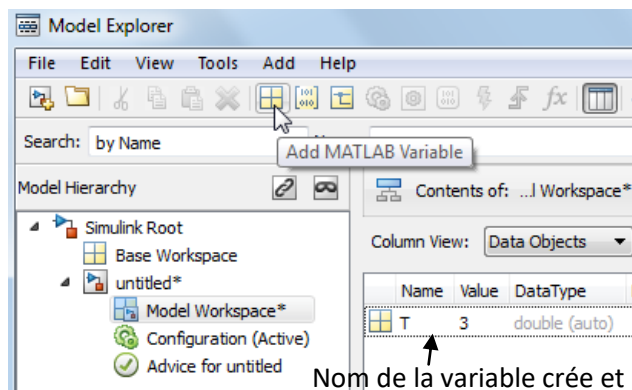 Model Explorer
File Edit View Tools Add Help
Search: by Name
Add MATLAB Variable
Model Hierarchy
Contents of: ...l Workspace*
Simulink Root
Column View: Data Objects
Base Workspace
untitled*
Name Value DataType
Model Workspace*
T 3 double (auto)
Configuration (Active)
Advice for untitled
Nom de la variable crée et